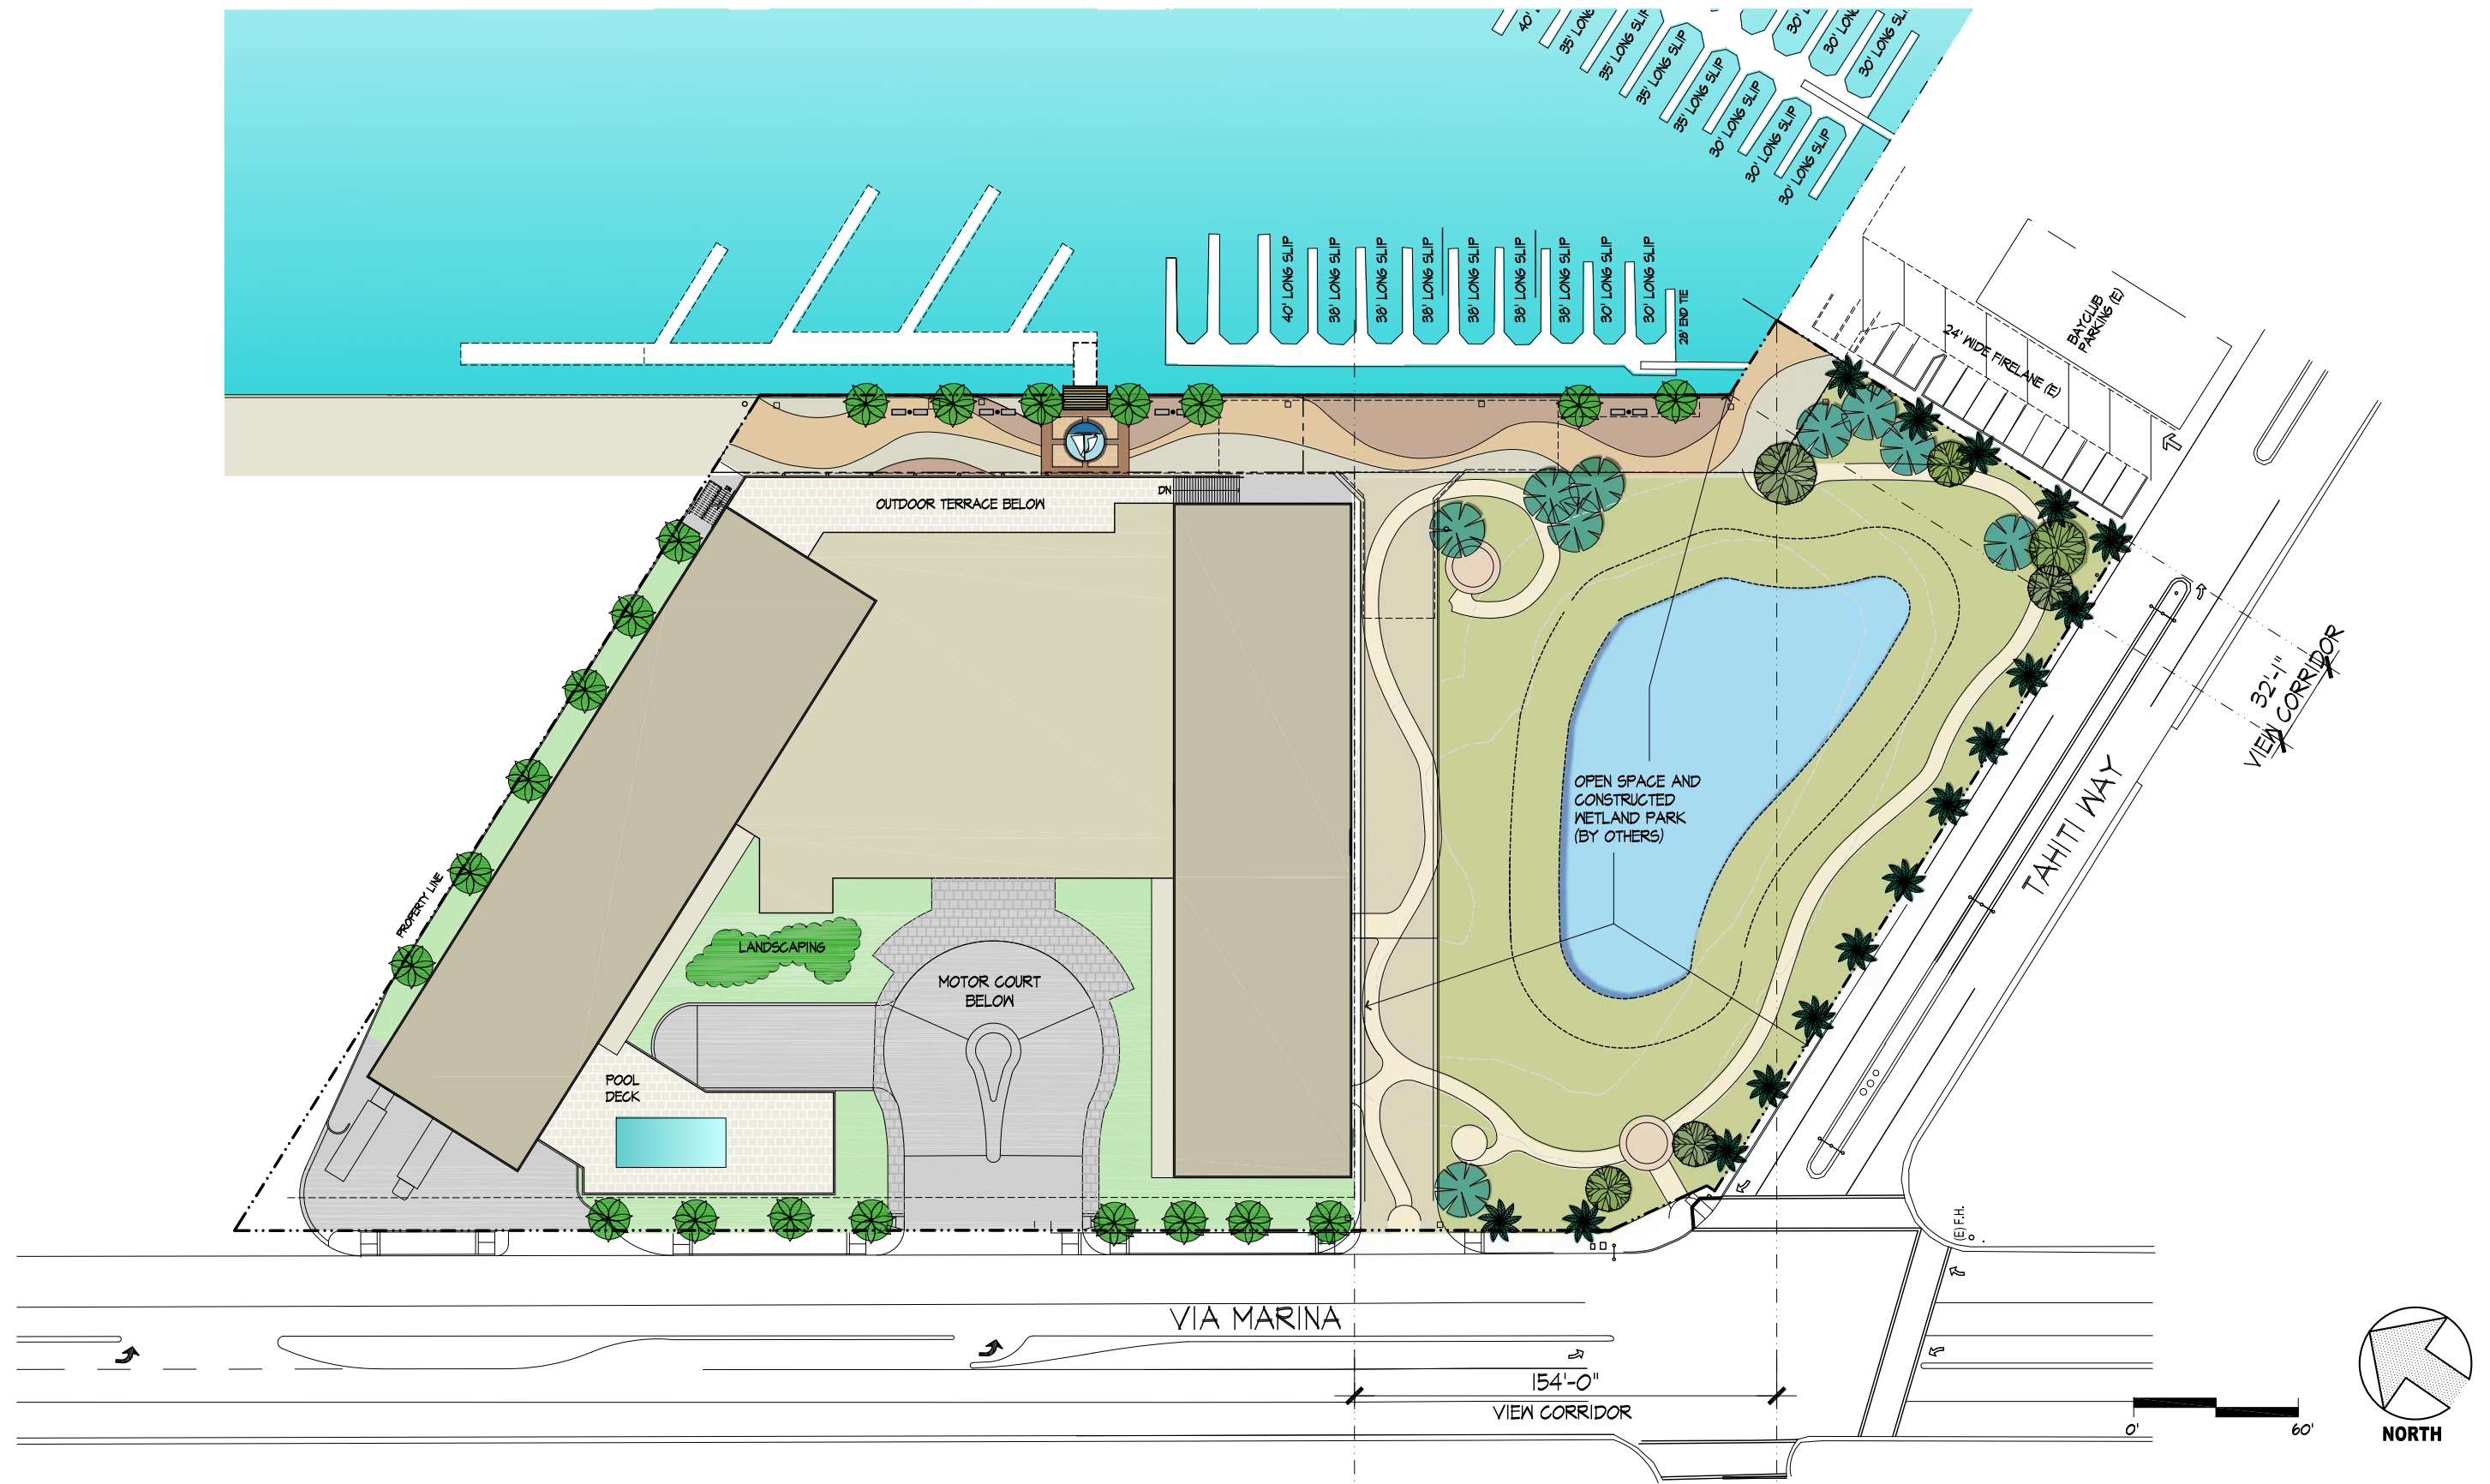 40'
35' LONG
35' LONG SLIP
35' LONG SLIP
35' LONG SLIP
30' LONG SLIP
30' LONG SLIP
30' LONG SLIP
30'
30' LONG
30' LONG SLIP
40' LONG SLIP
38' LONG SLIP
38' LONG SLIP
38' LONG SLIP
38' LONG SLIP
38' LONG SLIP
38' LONG SLIP
30' LONG SLIP
30' LONG SLIP
28' END TIE
BAYCLUB
PARKING (E)
24' WIDE FIRELANE (E)
OUTDOOR TERRACE BELOW
DN
32'-1"
VIEW CORRIDOR
TAHITI WAY
OPEN SPACE AND
CONSTRUCTED
WETLAND PARK
(BY OTHERS)
PROPERTY LINE
LANDSCAPING
MOTOR COURT
BELOW
POOL
DECK
(E) F.H.
VIA MARINA
154'-0"
VIEW CORRIDOR
0'
60'
NORTH